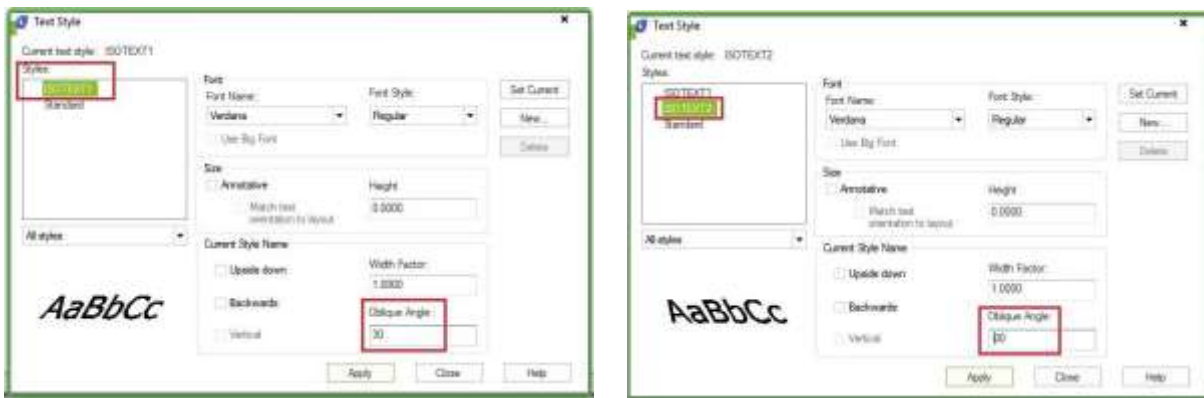 Text Style
Current text style: ISOTEXT1
Styles:
ISOTEXT1
Standard
All styles
AaBbCc
Font
Font Name:
Font Style:
Verdana
Regular
Use Big Font
Size
Annotative
Height
Match text
orientation to layout
0.0000
Current Style Name
Upside down
Width Factor:
1.0000
Backwards
Oblique Angle:
Vertical
30
Set Current
New...
Delete
Apply
Close
Help
Text Style
Current text style: ISOTEXT2
Styles:
ISOTEXT1
ISOTEXT2
Standard
All styles
AaBbCc
Font
Font Name:
Font Style:
Verdana
Regular
Use Big Font
Size
Annotative
Height
Match text
orientation to layout
0.0000
Current Style Name
Upside down
Width Factor:
1.0000
Backwards
Oblique Angle:
Vertical
Set Current
New...
Delete
Apply
Close
Help